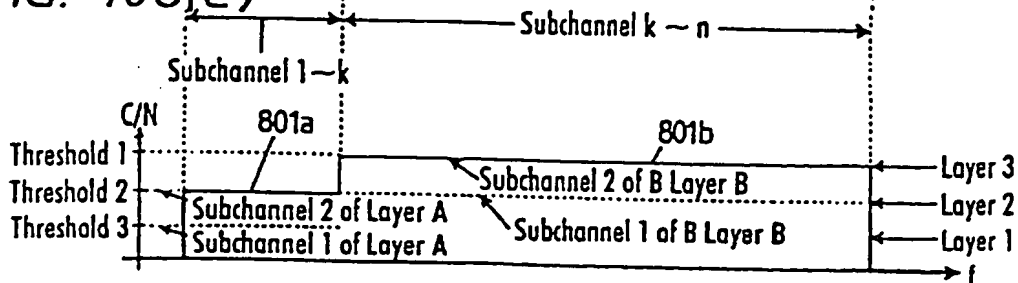 Subchannel k ~ n
Subchannel 1~k
C/N
801a
801b
Threshold 1
Layer 3
Subchannel 2 of B Layer B
Threshold 2
Subchannel 2 of Layer A
Layer 2
Threshold 3
Subchannel 1 of B Layer B
Subchannel 1 of Layer A
Layer 1
f